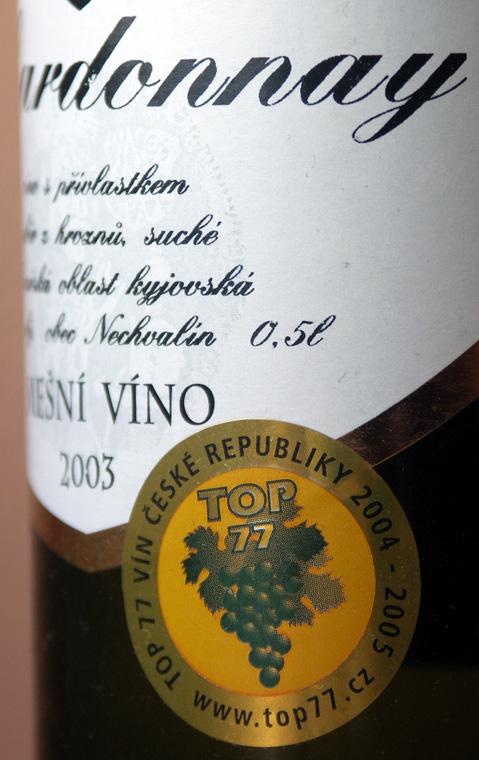 ardonnay
s přívlastkem
z hroznů, suché
oblast kyjovská
obec Nechvalín 0,5l
MEŠNÍ VÍNO
2003
TOP 77 VÍN ČESKÉ REPUBLIKY 2004 - 2005
TOP
77
www.top77.cz